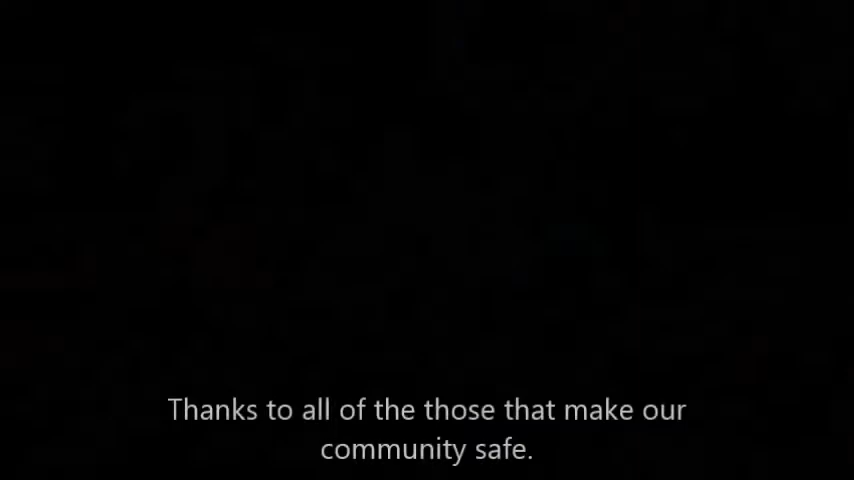 Thanks to all of the those that make our
community safe.